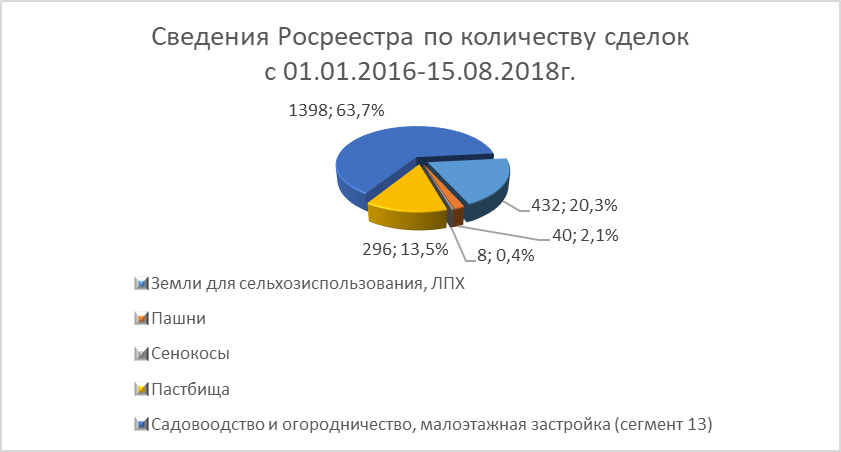 Сведения Росреестра по количеству сделок
с 01.01.2016-15.08.2018г.
1398; 63,7%
432; 20,3%
40; 2,1%
296; 13,5%
8; 0,4%
Земли для сельхозиспользования, ЛПХ
Пашни
Сенокосы
Пастбища
Садовоодство и огородничество, малоэтажная застройка (сегмент 13)